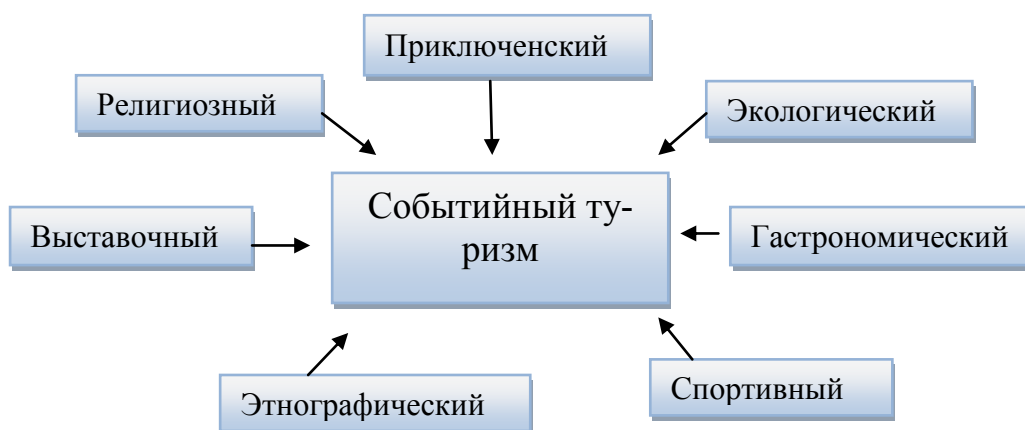 Приключенский
Религиозный
Экологический
Событийный ту-
ризм
Выставочный
Гастрономический
Этнографический
Спортивный